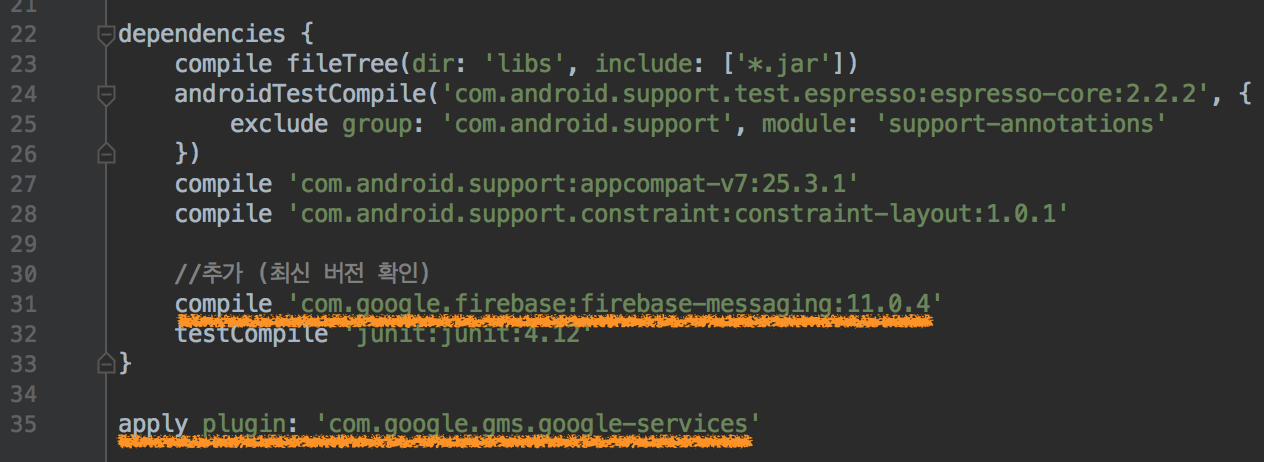 21
22 dependencies {
23 compile fileTree(dir: 'libs', include: ['*.jar'])
24 androidTestCompile('com.android.support.test.espresso:espresso-core:2.2.2', {
25 exclude group: 'com.android.support', module: 'support-annotations'
26 })
27 compile 'com.android.support:appcompat-v7:25.3.1'
28 compile 'com.android.support.constraint:constraint-layout:1.0.1'
29
30 //추가 (최신 버전 확인)
31 compile 'com.google.firebase:firebase-messaging:11.0.4'
32 testCompile 'junit:junit:4.12'
33 }
34
35 apply plugin: 'com.google.gms.google-services'